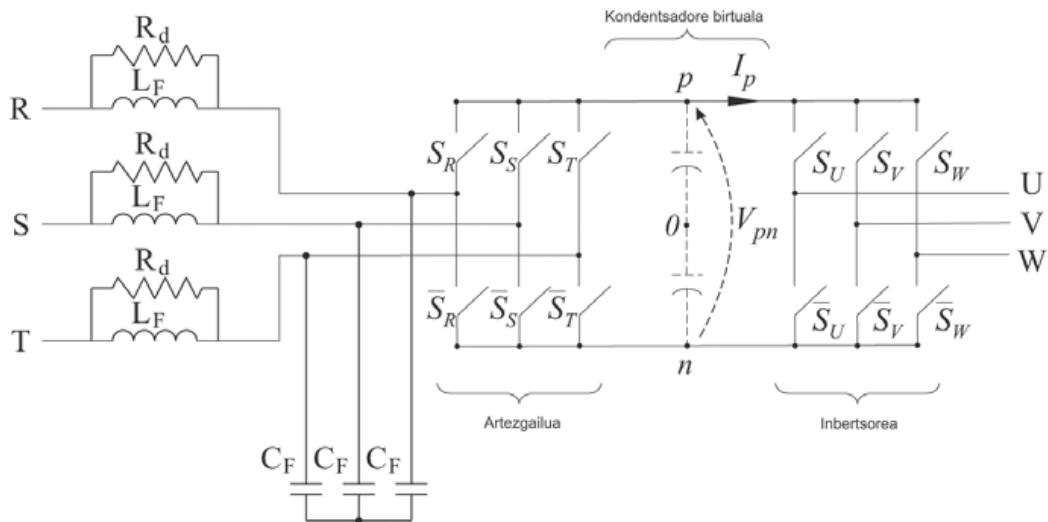 Kondentsadore birtuala
R_d
L_F
R
R_d
L_F
S
R_d
L_F
T
p
I_p
S_R S_S S_T
0
V_pn
S_U S_V S_W
U
V
W
S̅_R S̅_S S̅_T
S̅_U S̅_V S̅_W
n
Artezgailua
Inbertsorea
C_F C_F C_F